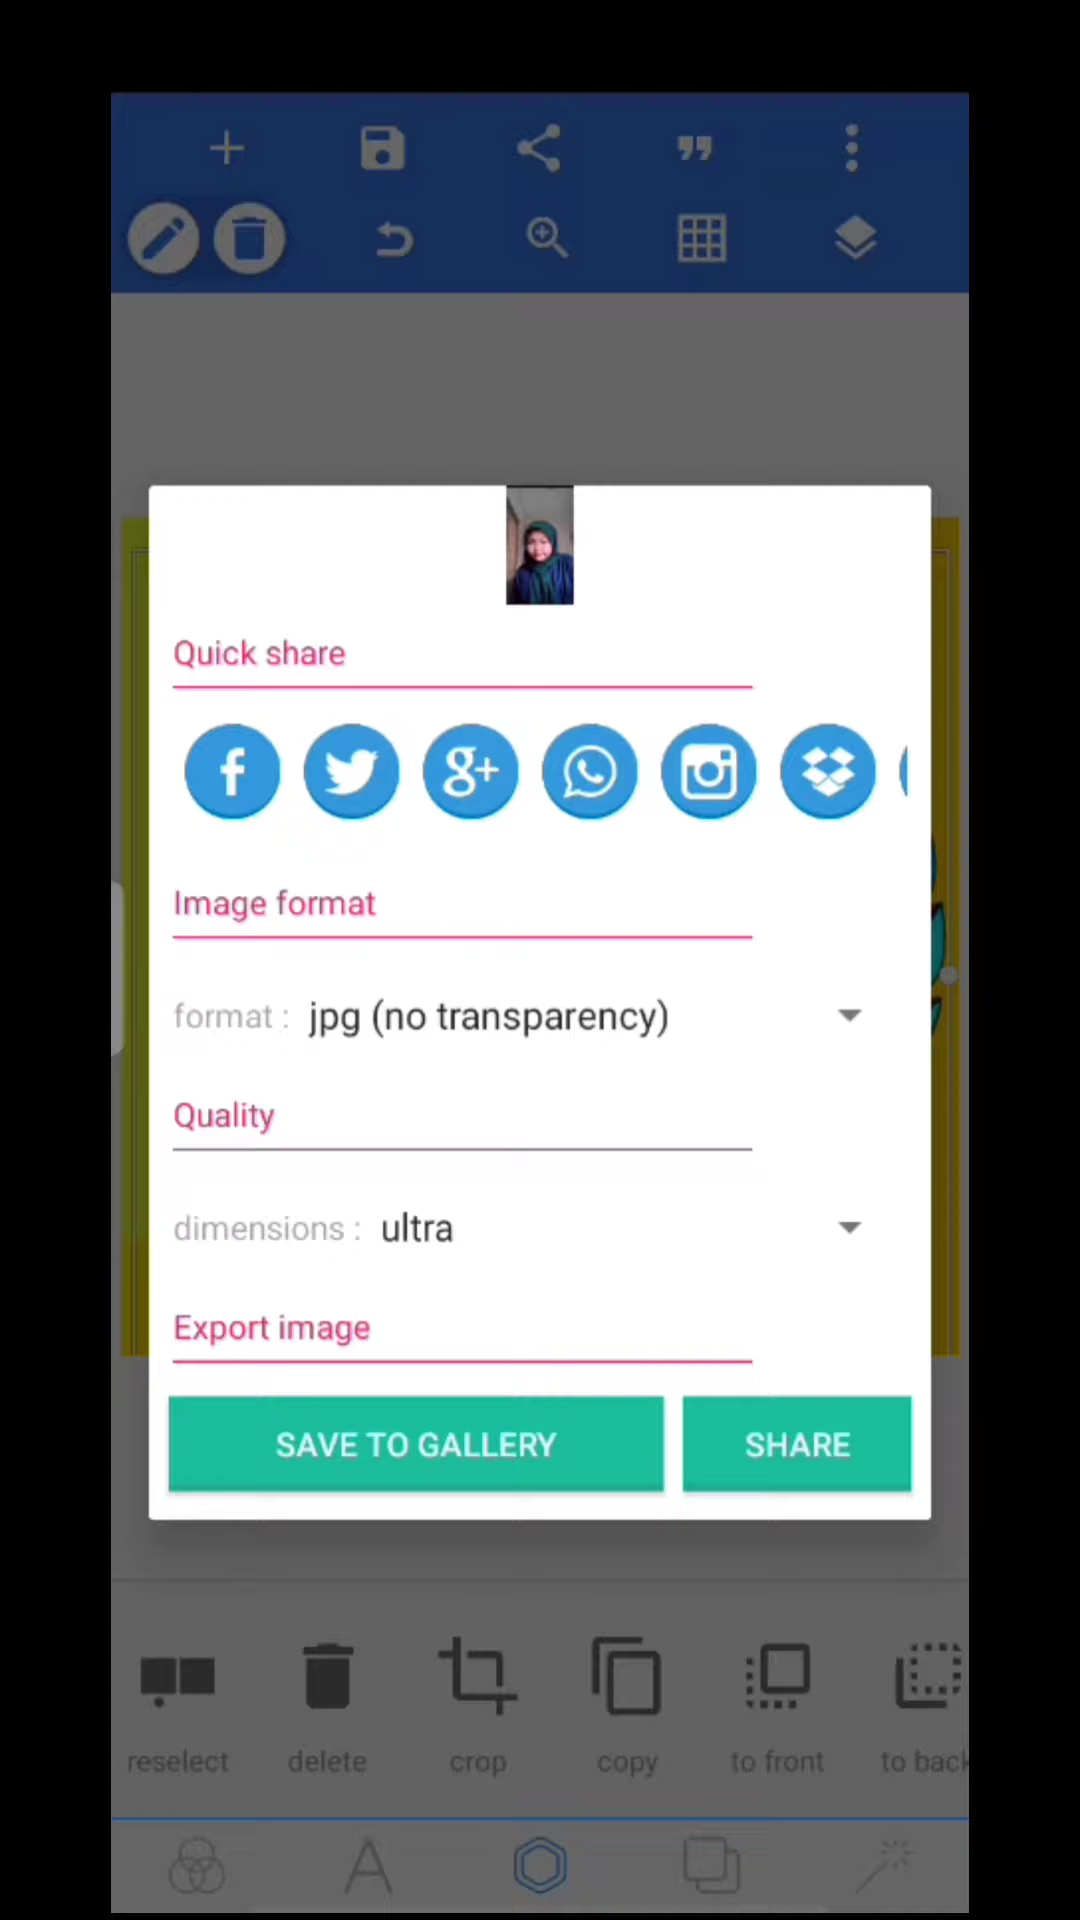 Quick share
Image format
format : jpg (no transparency)
Quality
dimensions : ultra
Export image
SAVE TO GALLERY SHARE
reselect delete crop copy to front to back